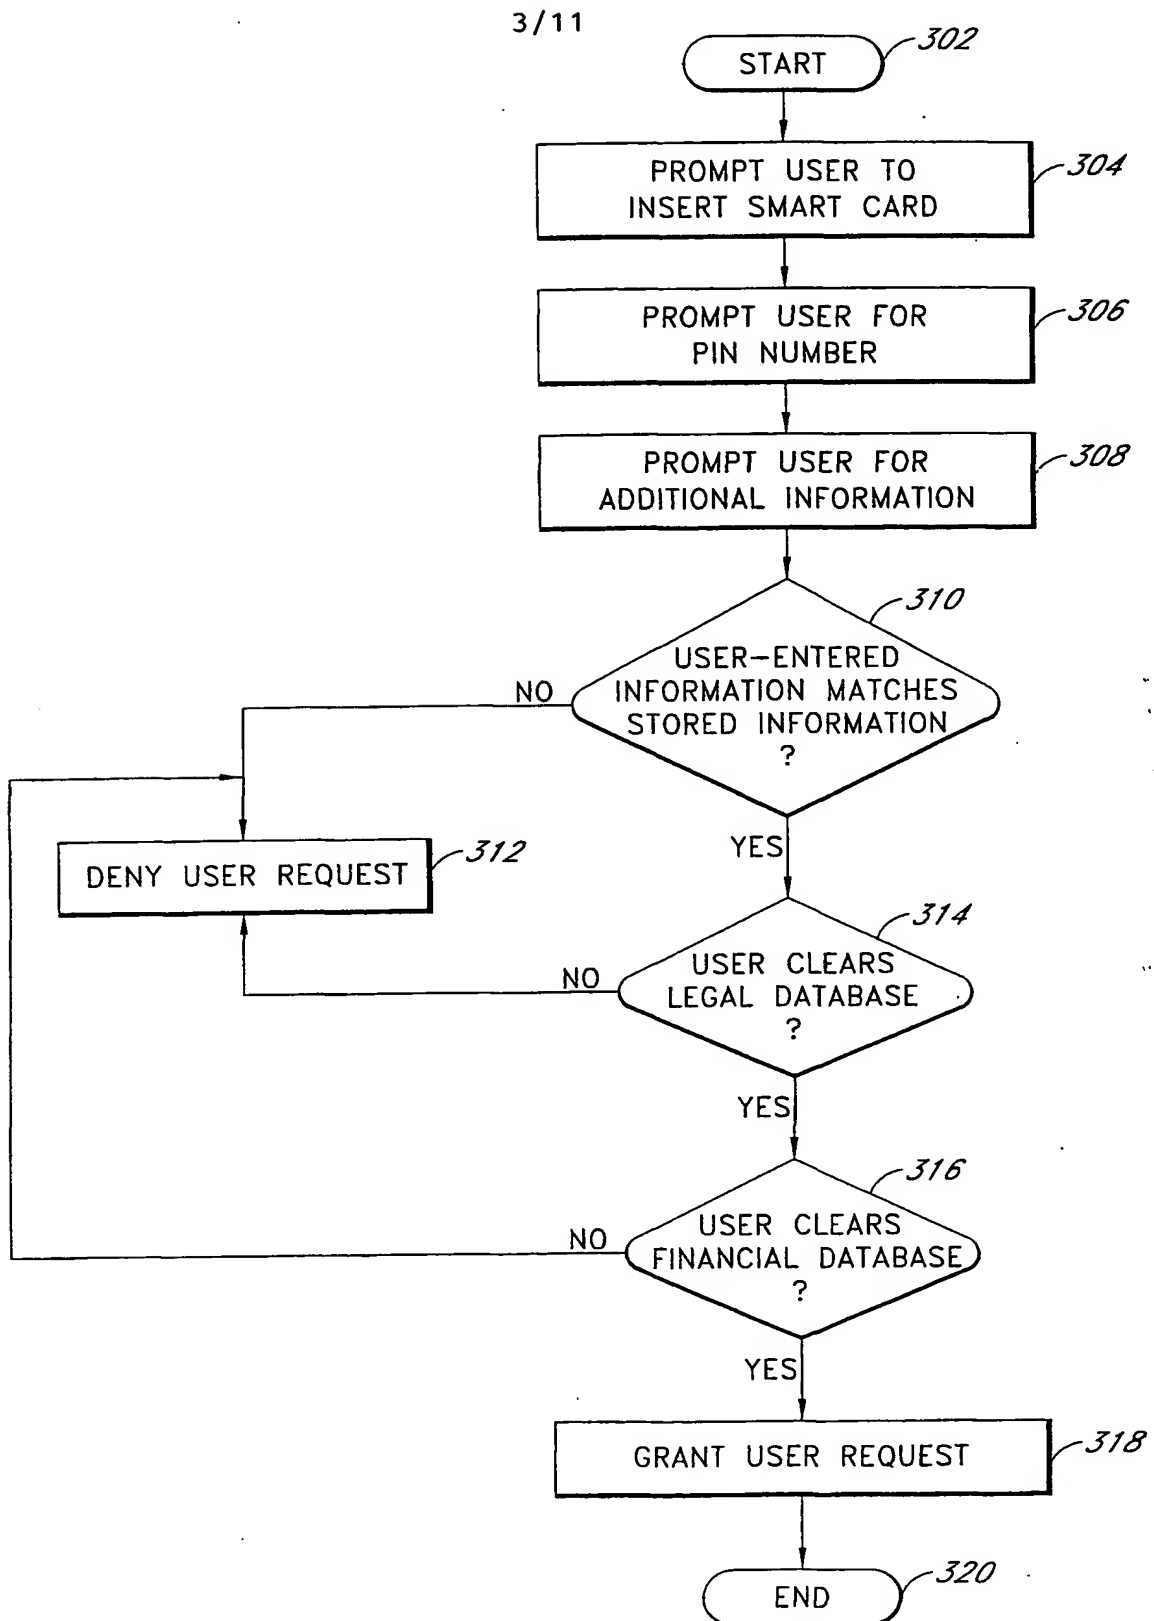 3/11
START
302
PROMPT USER TO
INSERT SMART CARD
304
PROMPT USER FOR
PIN NUMBER
306
PROMPT USER FOR
ADDITIONAL INFORMATION
308
310
USER-ENTERED
INFORMATION MATCHES
STORED INFORMATION
?
NO
YES
DENY USER REQUEST
312
314
USER CLEARS
LEGAL DATABASE
?
NO
YES
316
USER CLEARS
FINANCIAL DATABASE
?
NO
YES
GRANT USER REQUEST
318
END
320